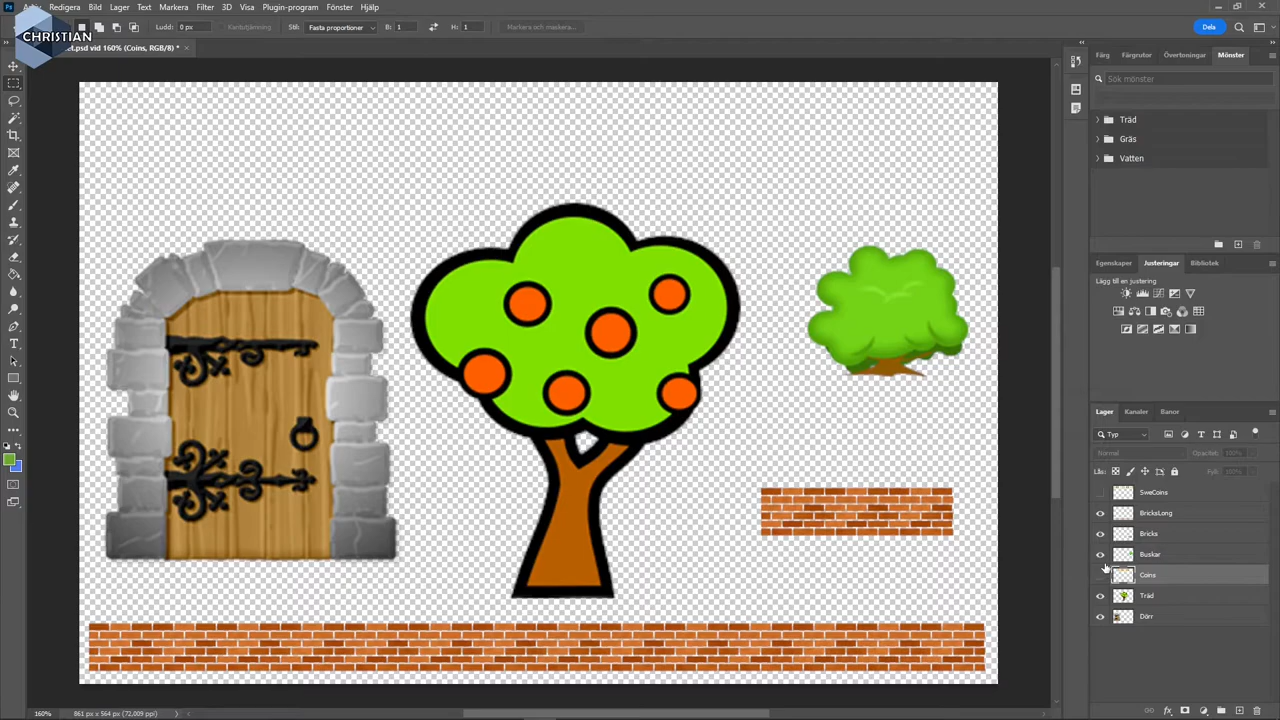 Redigera Bild Lager Text Markera Filter 3D Visa Plugin-program Fönster Hjälp
CHRISTIAN
Ludd: 0 px Kantutjämning Stil: Fasta proportioner B: 1 H: 1 Markera och maskera...
Dela
.psd vid 160% (Coins, RGB/8) *
Färg Färgrutor Övertoningar Mönster
Sök mönster
Träd
Gräs
Vatten
Egenskaper Justeringar Bibliotek
Lägg till en justering
Lager Kanaler Banor
Typ
Normal Opacitet: 100%
Lås: Fyll: 100%
SweCoins
BricksLong
Bricks
Buskar
Coins
Träd
Dörr
160% 861 px x 564 px (72,009 ppi)